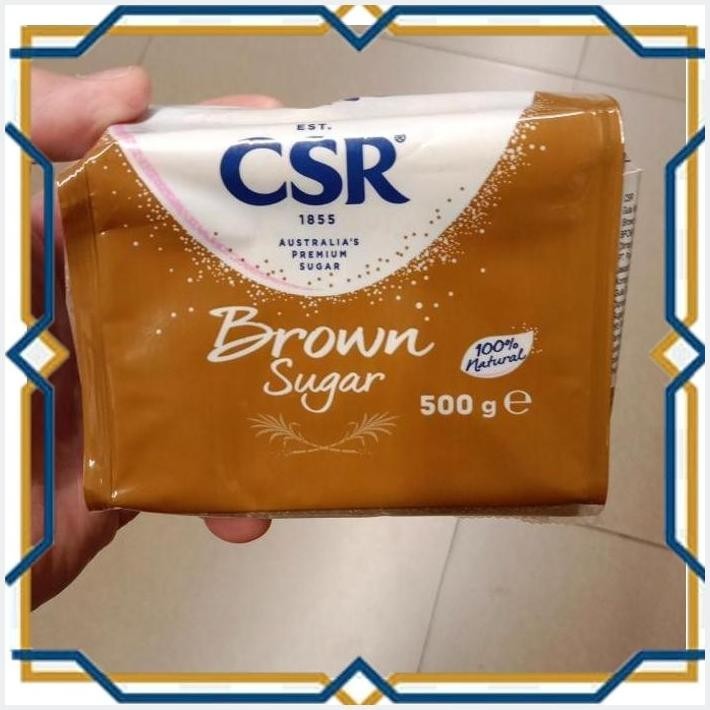 EST.
CSR®
1855
AUSTRALIA'S
PREMIUM
SUGAR
Brown
Sugar
100%
Natural
500 g ℮